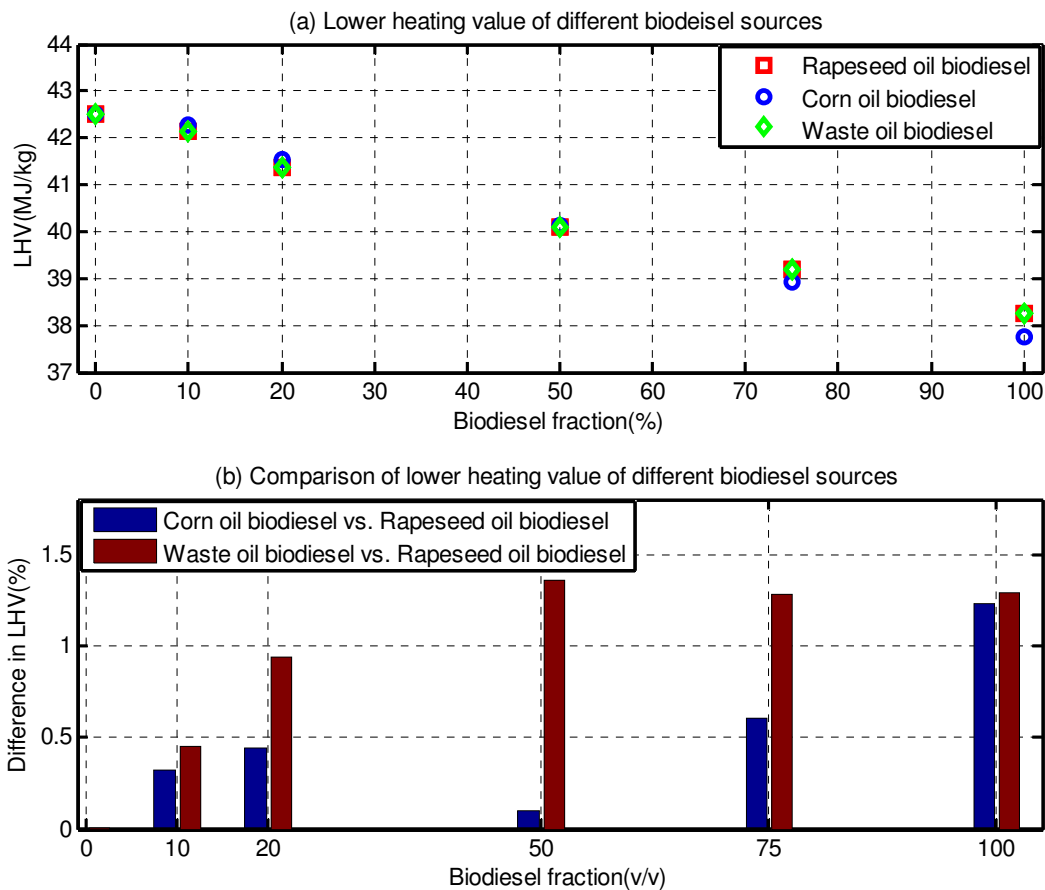 (a) Lower heating value of different biodeisel sources
44
43
42
41
40
39
38
37
LHV(MJ/kg)
Rapeseed oil biodiesel
Corn oil biodiesel
Waste oil biodiesel
0 10 20 30 40 50 60 70 80 90 100
Biodiesel fraction(%)
(b) Comparison of lower heating value of different biodiesel sources
Corn oil biodiesel vs. Rapeseed oil biodiesel
Waste oil biodiesel vs. Rapeseed oil biodiesel
1.5
1
0.5
0
Difference in LHV(%)
0 10 20 50 75 100
Biodiesel fraction(v/v)